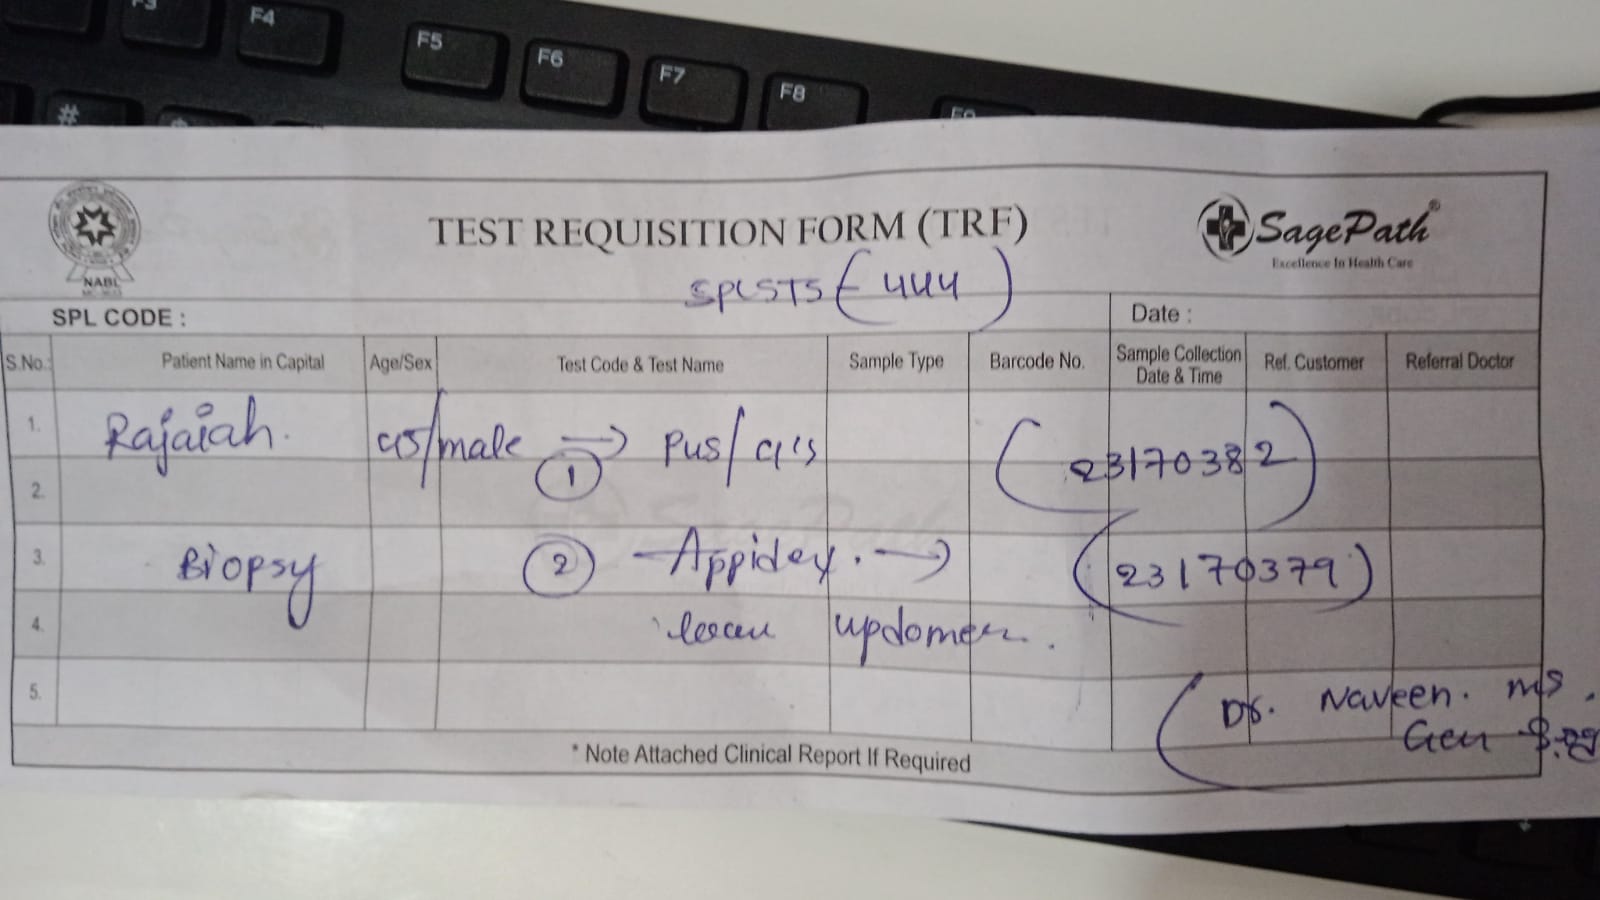 F3 F4 F5 F6 F7 F8 F9
#
TEST REQUISITION FORM (TRF)
SagePath®
Excellence In Health Care
NABL
SPLSTS (444)
SPL CODE :
Date :
S.No. Patient Name in Capital Age/Sex Test Code & Test Name Sample Type Barcode No. Sample Collection Date & Time Ref. Customer Referral Doctor
1. Rajaiah. /male → Pus/ c/s (23170382)
2. 1
3. Biopsy 2 Appidex. → (23170379)
4. updomen.
5. Dr. Naveen. MS.
Gen
* Note Attached Clinical Report If Required